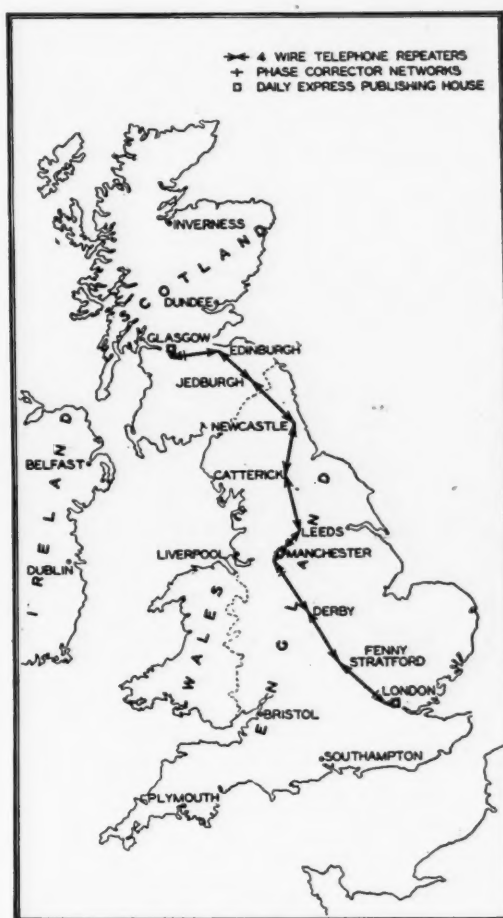 4 WIRE TELEPHONE REPEATERS
PHASE CORRECTOR NETWORKS
DAILY EXPRESS PUBLISHING HOUSE
INVERNESS
SCOTLAND
DUNDEE
GLASGOW
EDINBURGH
JEDBURGH
NEWCASTLE
BELFAST
CATTERICK
IRELAND
LEEDS
MANCHESTER
LIVERPOOL
DUBLIN
WALES
ENGLAND
DERBY
FENNY
STRATFORD
LONDON
BRISTOL
SOUTHAMPTON
PLYMOUTH